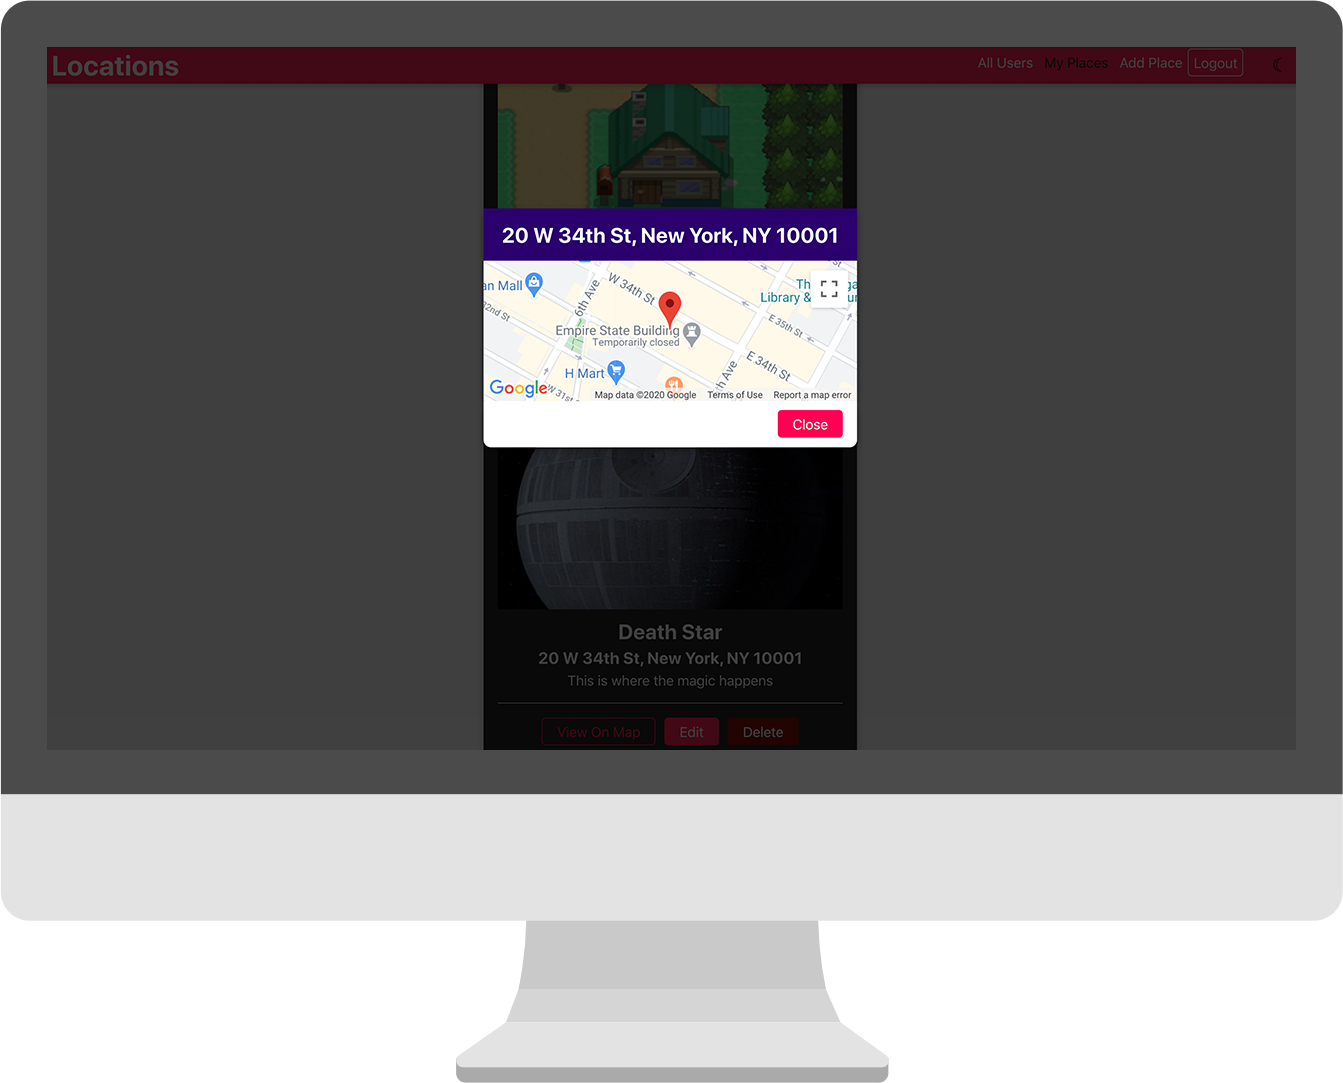 Locations
All Users My Places Add Place Logout
20 W 34th St, New York, NY 10001
an Mall
W 34th St
6th Ave
Th
Library &
E 35th St
Empire State Building
Temporarily closed
E 34th St
H Mart
Ave
Google
W 31st
Map data ©2020 Google Terms of Use Report a map error
Close
Death Star
20 W 34th St, New York, NY 10001
This is where the magic happens
View On Map Edit Delete